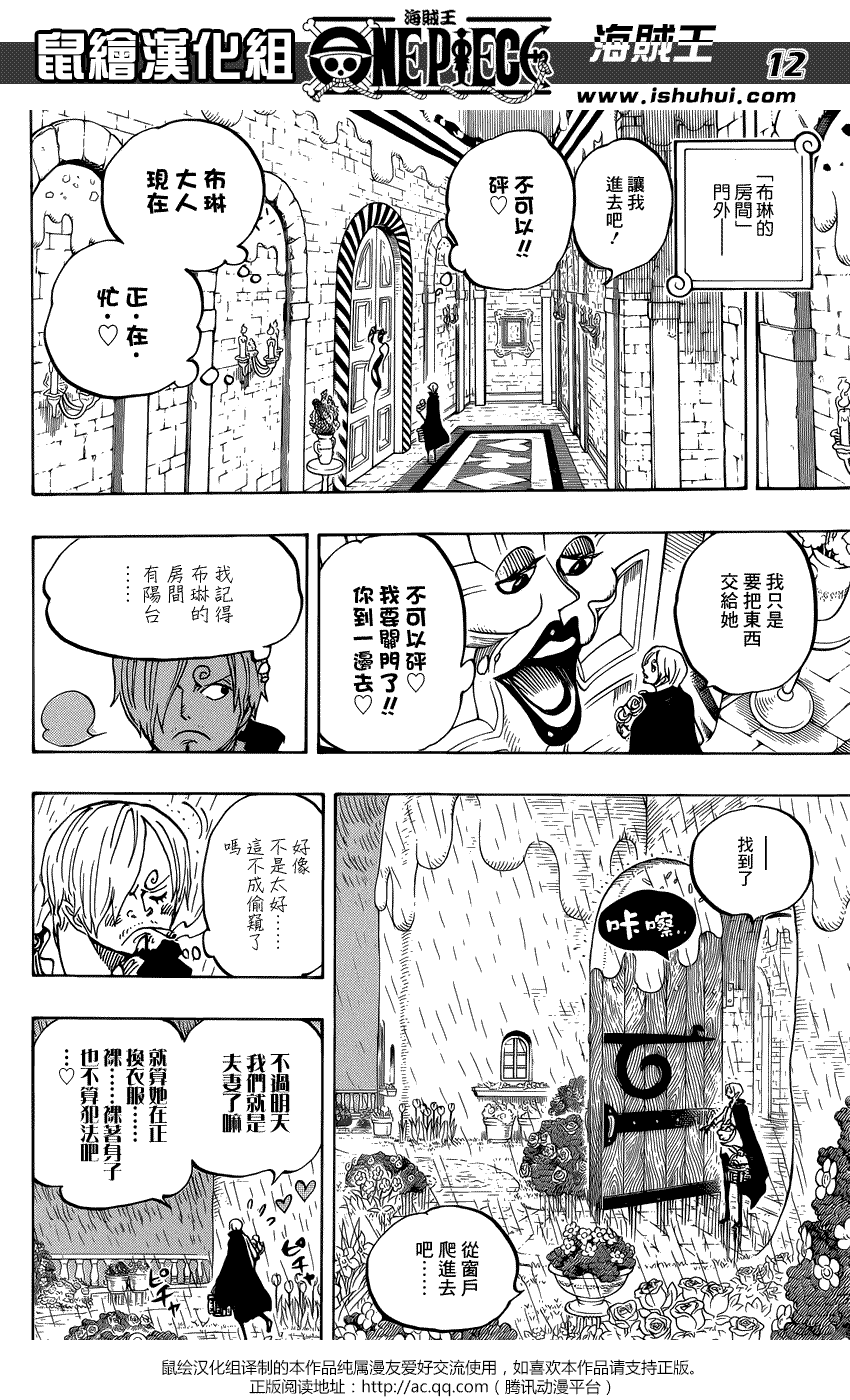 鼠繪漢化組
海賊王
ONE PIECE
海賊王
12
www.ishuhui.com
「布琳的
房間」
門外——
讓我
進去吧!
不可以!!
砰♡
布琳
大人
現在
正·在·
忙·♡
我只是
要把東西
交給她
不可以砰♡
我要關門了!!
你到一邊去♡
我記得
布琳的
房間
有陽台
……
——
找到了
咔嚓..
從窗戶
爬進去
吧……
好像
不是太好……
這不成偷窺了
嗎
不過明天
我們就是
夫妻了嘛
就算她在正
換衣服……
裸……裸著身子
也不算犯法吧
…♡
ピチャ
ピチャ
鼠绘汉化组译制的本作品纯属漫友爱好交流使用，如喜欢本作品请支持正版。
正版阅读地址：http://ac.qq.com（腾讯动漫平台）